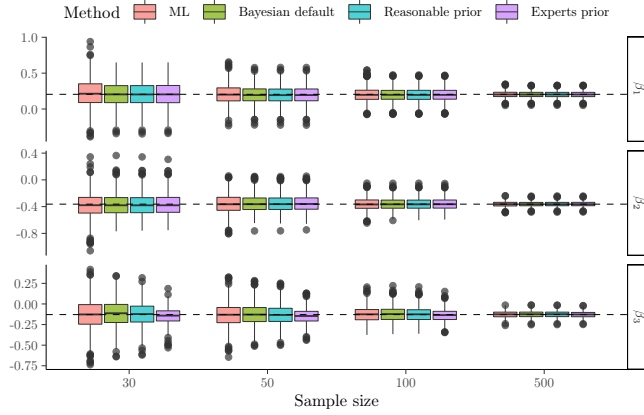 Method ML Bayesian default Reasonable prior Experts prior
1.0
0.5
0.0
β1
0.4
0.0
-0.4
-0.8
β2
0.25
0.00
-0.25
-0.50
-0.75
β3
30 50 100 500
Sample size